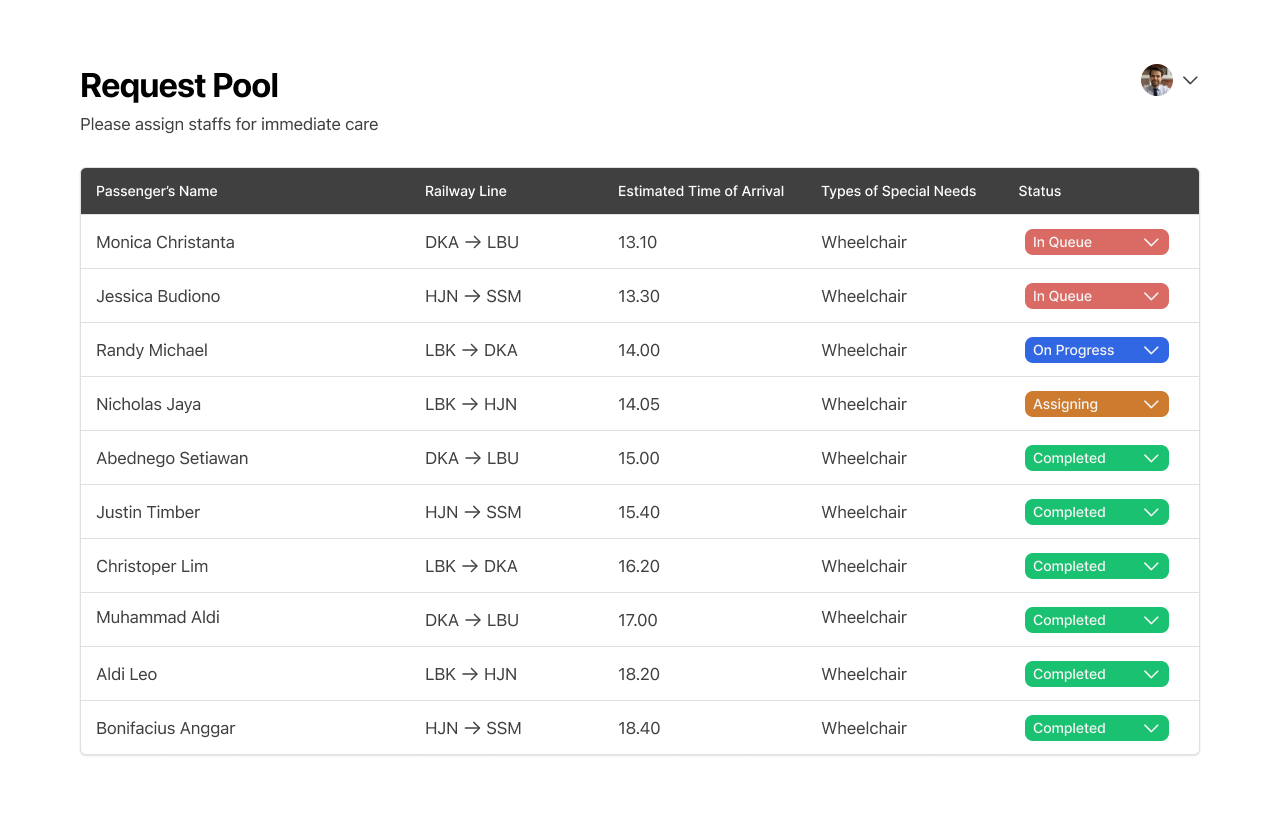 Request Pool
Please assign staffs for immediate care
Passenger's Name Railway Line Estimated Time of Arrival Types of Special Needs Status
Monica Christanta DKA → LBU 13.10 Wheelchair In Queue
Jessica Budiono HJN → SSM 13.30 Wheelchair In Queue
Randy Michael LBK → DKA 14.00 Wheelchair On Progress
Nicholas Jaya LBK → HJN 14.05 Wheelchair Assigning
Abednego Setiawan DKA → LBU 15.00 Wheelchair Completed
Justin Timber HJN → SSM 15.40 Wheelchair Completed
Christoper Lim LBK → DKA 16.20 Wheelchair Completed
Muhammad Aldi DKA → LBU 17.00 Wheelchair Completed
Aldi Leo LBK → HJN 18.20 Wheelchair Completed
Bonifacius Anggar HJN → SSM 18.40 Wheelchair Completed